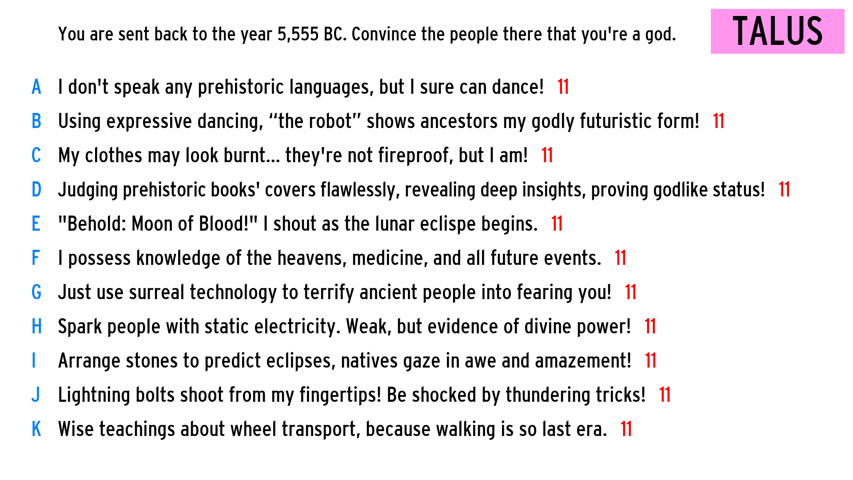 You are sent back to the year 5,555 BC. Convince the people there that you're a god.
TALUS
A I don't speak any prehistoric languages, but I sure can dance! 11
B Using expressive dancing, “the robot” shows ancestors my godly futuristic form! 11
C My clothes may look burnt... they're not fireproof, but I am! 11
D Judging prehistoric books' covers flawlessly, revealing deep insights, proving godlike status! 11
E "Behold: Moon of Blood!" I shout as the lunar eclispe begins. 11
F I possess knowledge of the heavens, medicine, and all future events. 11
G Just use surreal technology to terrify ancient people into fearing you! 11
H Spark people with static electricity. Weak, but evidence of divine power! 11
I Arrange stones to predict eclipses, natives gaze in awe and amazement! 11
J Lightning bolts shoot from my fingertips! Be shocked by thundering tricks! 11
K Wise teachings about wheel transport, because walking is so last era. 11